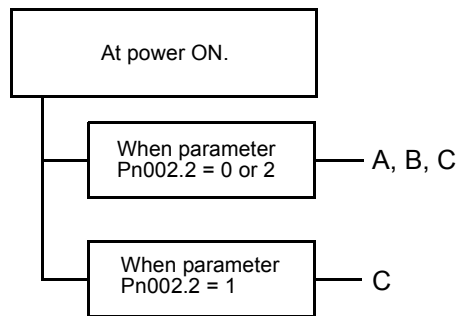 At power ON.
When parameter
Pn002.2 = 0 or 2
A, B, C
When parameter
Pn002.2 = 1
C